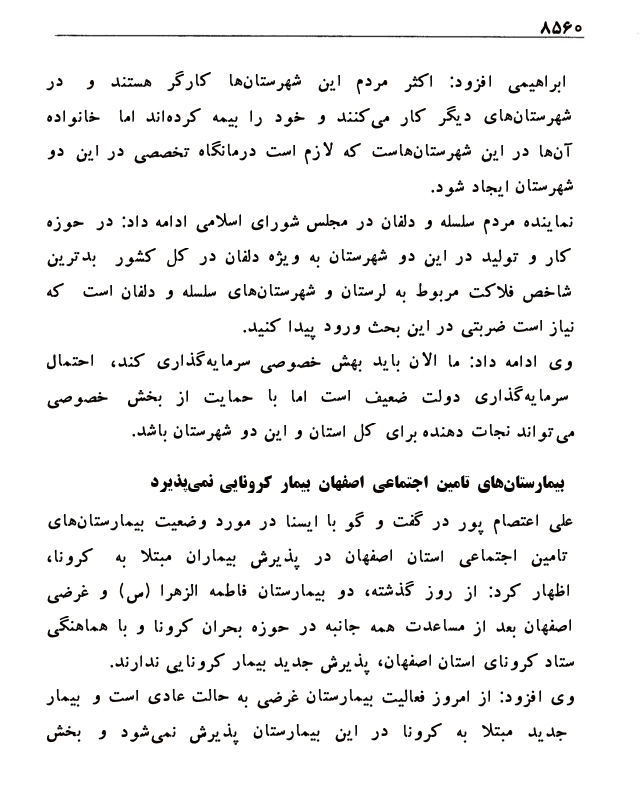 ۸۵۶۰
ابراهیمی افزود: اکثر مردم این شهرستان‌ها کارگر هستند و در
شهرستان‌های دیگر کار می‌کنند و خود را بیمه کرده‌اند اما خانواده
آن‌ها در این شهرستان‌هاست که لازم است درمانگاه تخصصی در این دو
شهرستان ایجاد شود.
نماینده مردم سلسله و دلفان در مجلس شورای اسلامی ادامه داد: در حوزه
کار و تولید در این دو شهرستان به ویژه دلفان در کل کشور بدترین
شاخص فلاکت مربوط به لرستان و شهرستان‌های سلسله و دلفان است که
نیاز است ضربتی در این بحث ورود پیدا کنید.
وی ادامه داد: ما الان باید بهش خصوصی سرمایه‌گذاری کند، احتمال
سرمایه‌گذاری دولت ضعیف است اما با حمایت از بخش خصوصی
می‌تواند نجات دهنده برای کل استان و این دو شهرستان باشد.
بیمارستان‌های تامین اجتماعی اصفهان بیمار کرونایی نمی‌پذیرد
علی اعتصام پور در گفت و گو با ایسنا در مورد وضعیت بیمارستان‌های
تامین اجتماعی استان اصفهان در پذیرش بیماران مبتلا به کرونا،
اظهار کرد: از روز گذشته، دو بیمارستان فاطمه الزهرا (س) و غرضی
اصفهان بعد از مساعدت همه جانبه در حوزه بحران کرونا و با هماهنگی
ستاد کرونای استان اصفهان، پذیرش جدید بیمار کرونایی ندارند.
وی افزود: از امروز فعالیت بیمارستان غرضی به حالت عادی است و بیمار
جدید مبتلا به کرونا در این بیمارستان پذیرش نمی‌شود و بخش